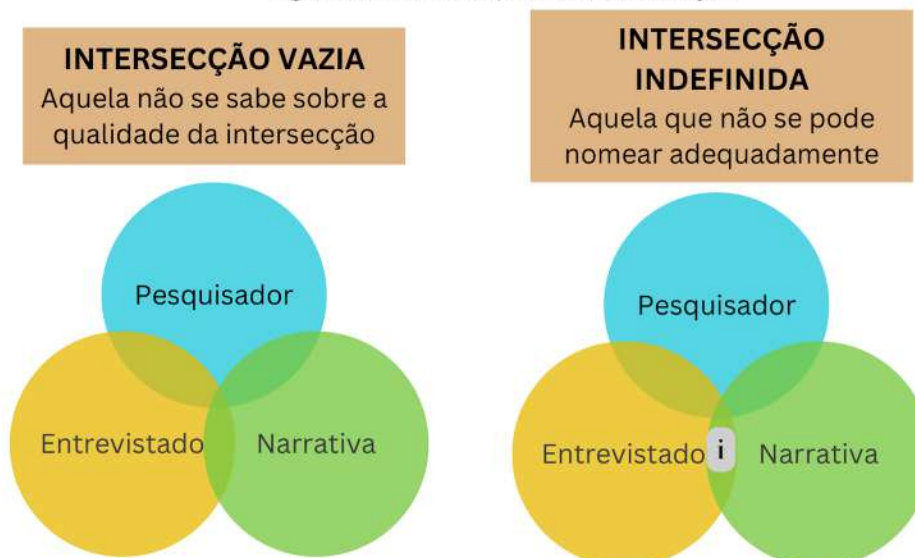 INTERSECÇÃO VAZIA
Aquela não se sabe sobre a
qualidade da intersecção
Pesquisador
Entrevistado
Narrativa
INTERSECÇÃO
INDEFINIDA
Aquela que não se pode
nomear adequadamente
Pesquisador
Entrevistado
i
Narrativa